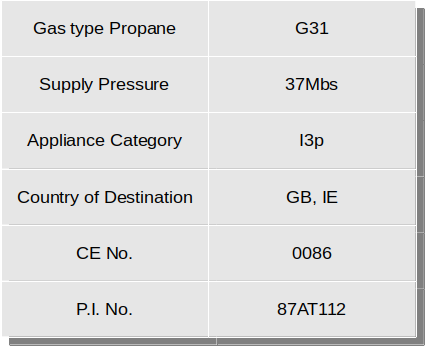 Gas type Propane G31
Supply Pressure 37Mbs
Appliance Category I3p
Country of Destination GB, IE
CE No. 0086
P.I. No. 87AT112